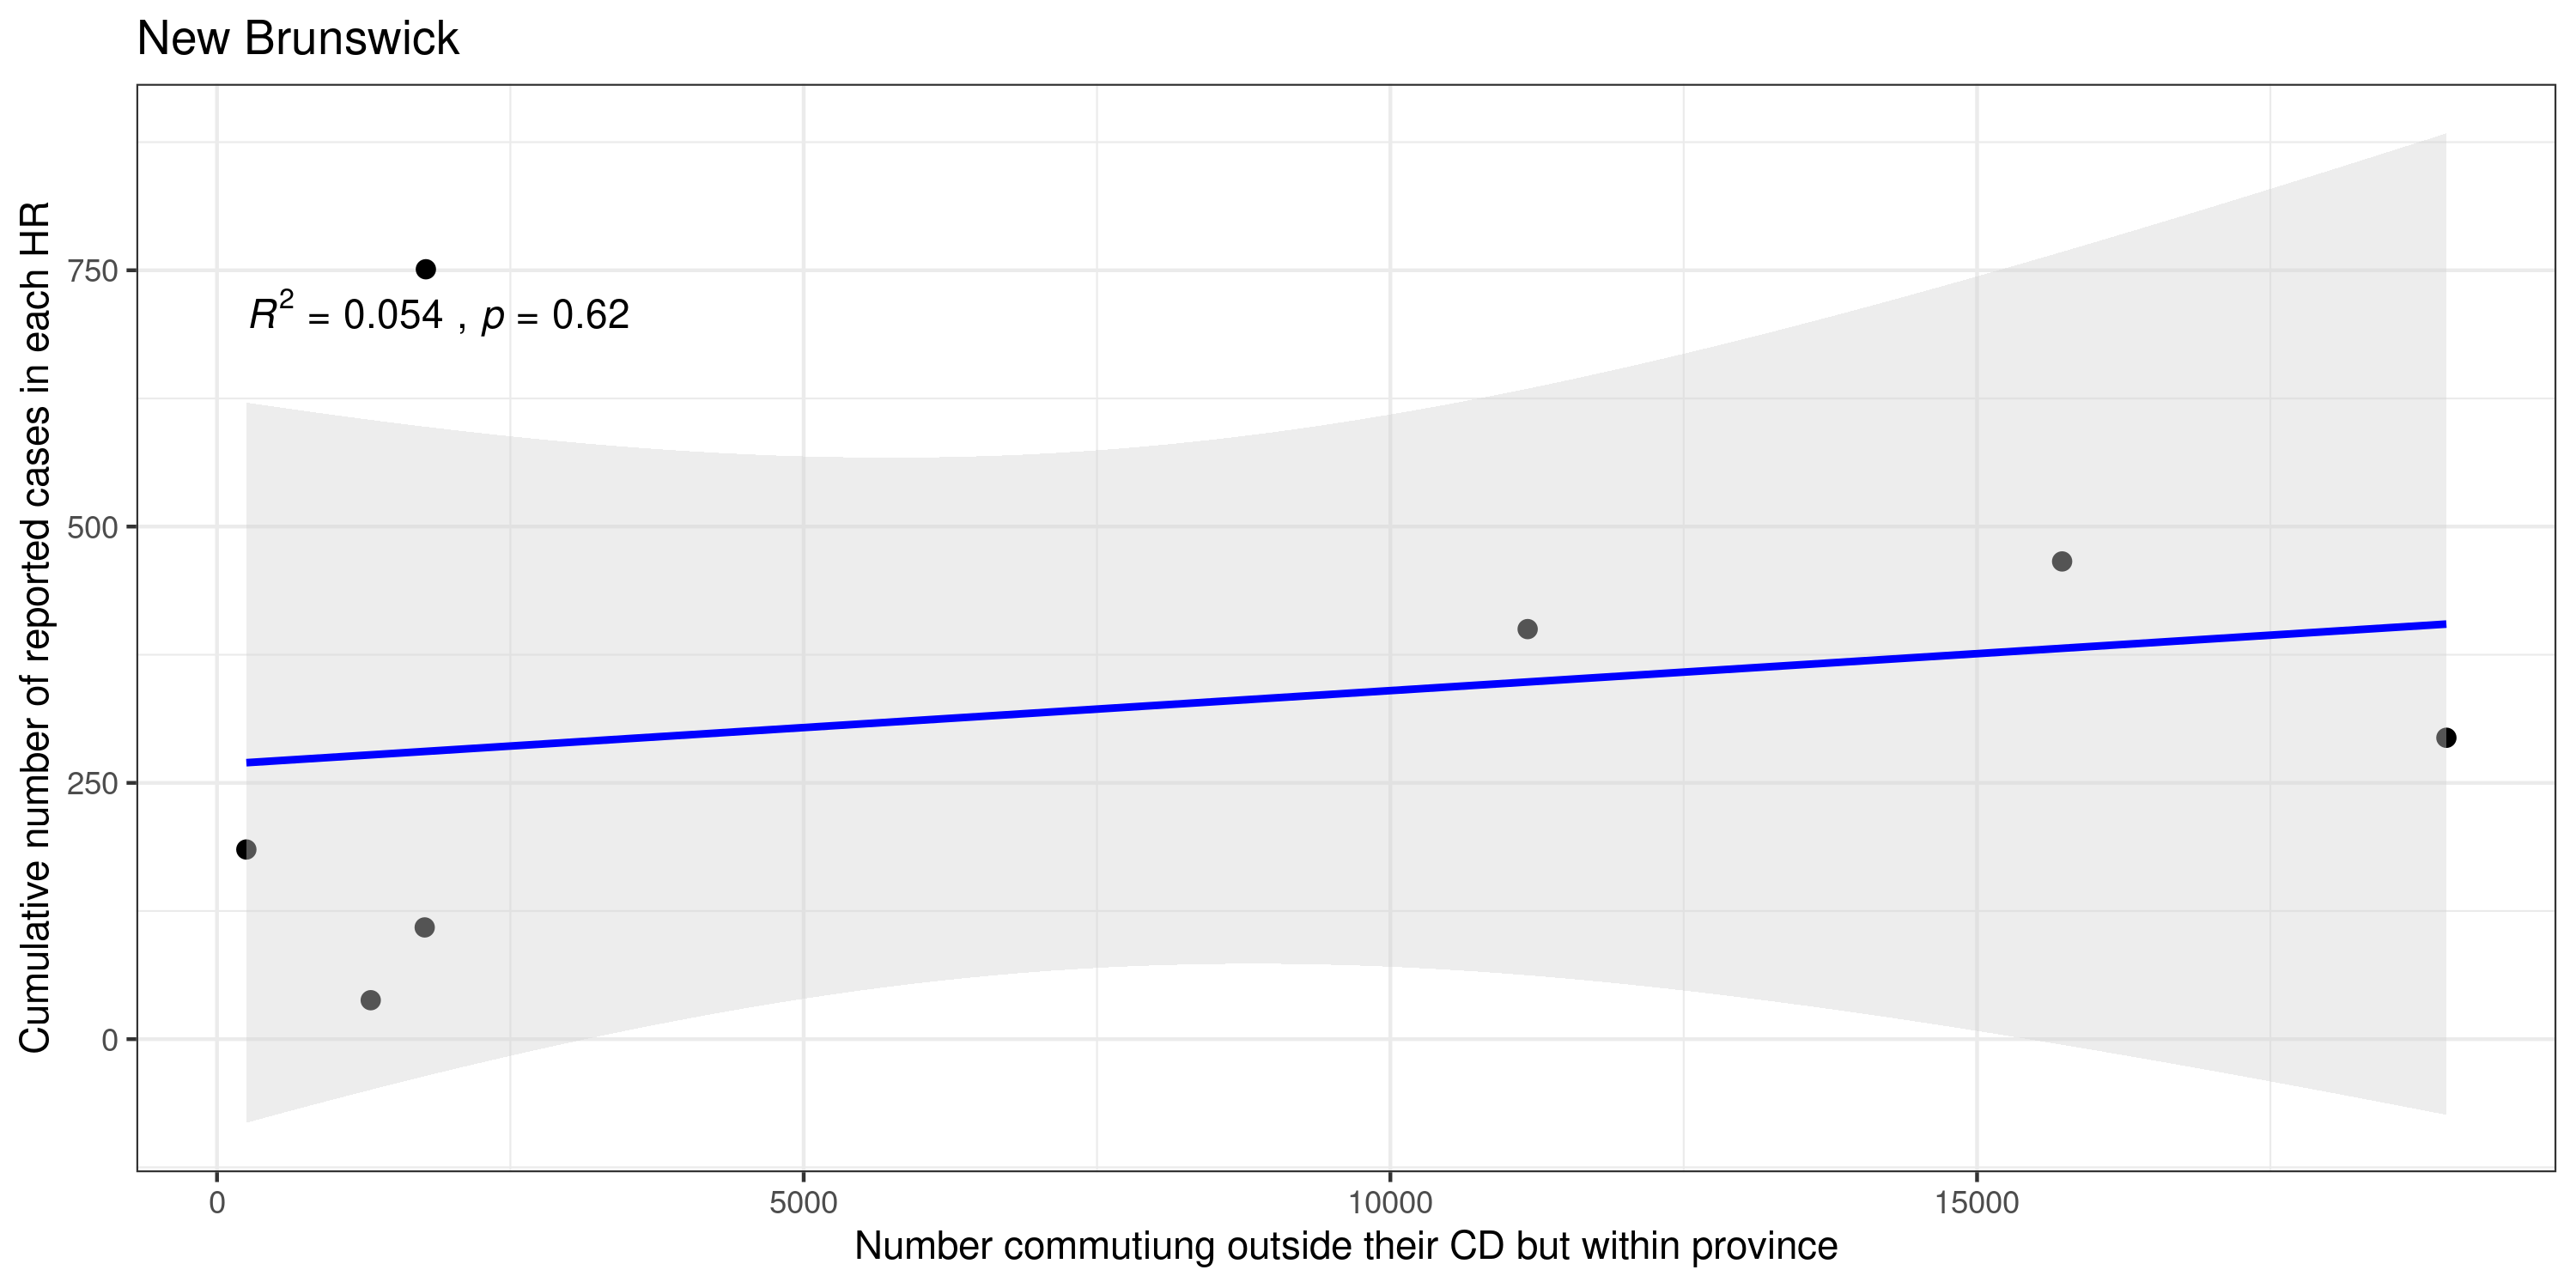 New Brunswick
R² = 0.054 , p = 0.62
Cumulative number of reported cases in each HR
750
500
250
0
0 5000 10000 15000
Number commutiung outside their CD but within province